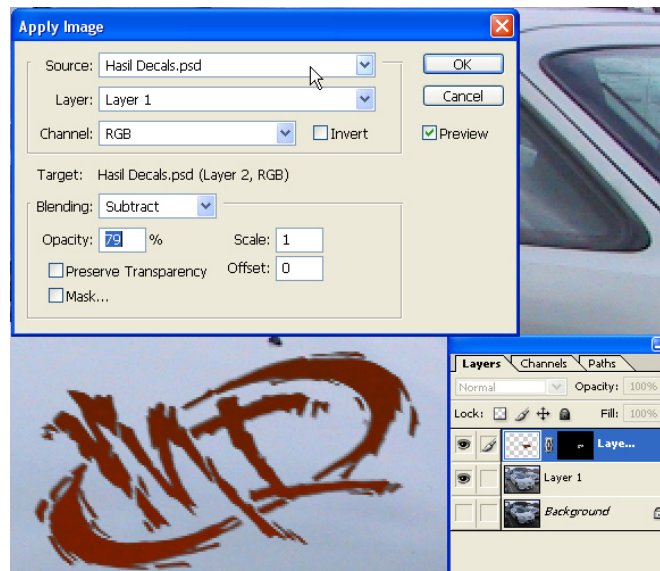 Apply Image
Source: Hasil Decals.psd
OK
Layer: Layer 1
Cancel
Channel: RGB
Invert
Preview
Target: Hasil Decals.psd (Layer 2, RGB)
Blending: Subtract
Opacity: 79 %
Scale: 1
Preserve Transparency
Offset: 0
Mask...
Layers Channels Paths
Normal
Opacity: 100%
Lock:
Fill: 100%
Laye...
Layer 1
Background